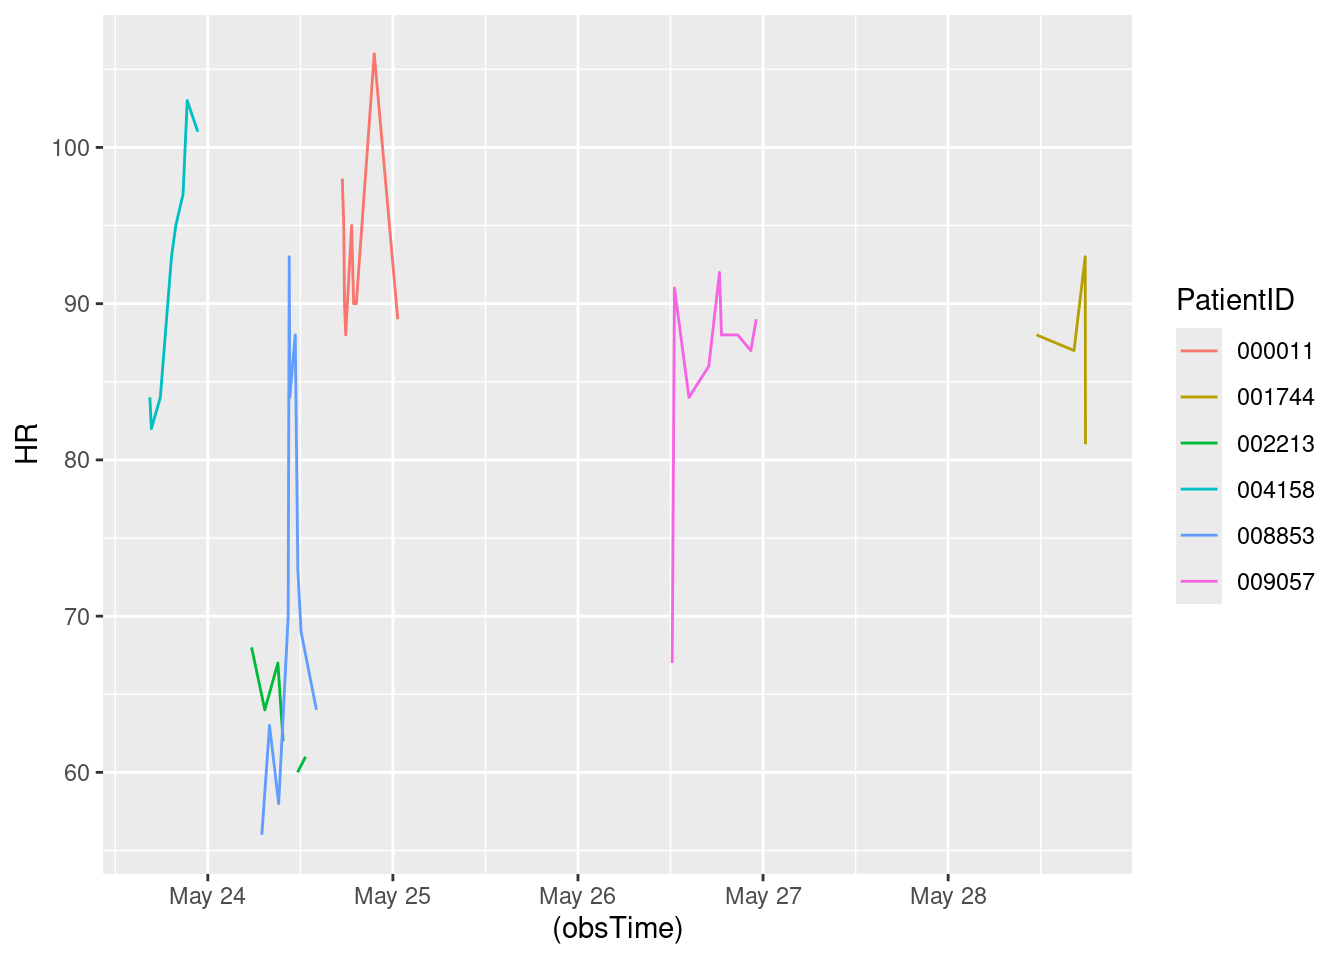 HR
100
90
80
70
60
May 24
May 25
May 26
May 27
May 28
(obsTime)
PatientID
000011
001744
002213
004158
008853
009057